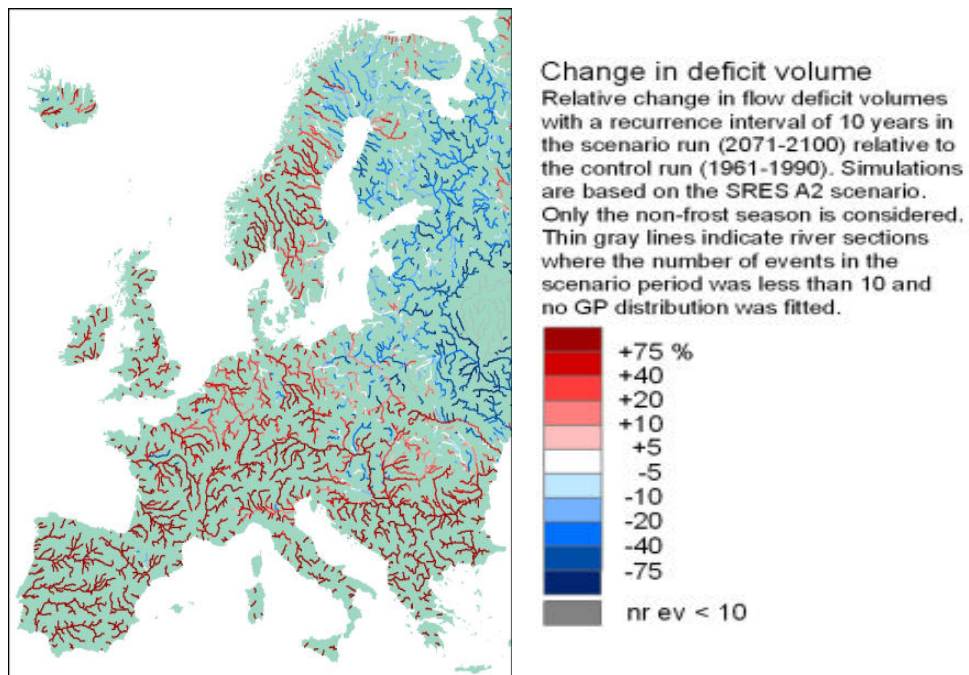 Change in deficit volume
Relative change in flow deficit volumes
with a recurrence interval of 10 years in
the scenario run (2071-2100) relative to
the control run (1961-1990). Simulations
are based on the SRES A2 scenario.
Only the non-frost season is considered.
Thin gray lines indicate river sections
where the number of events in the
scenario period was less than 10 and
no GP distribution was fitted.
+75 %
+40
+20
+10
+5
-5
-10
-20
-40
-75
nr ev < 10